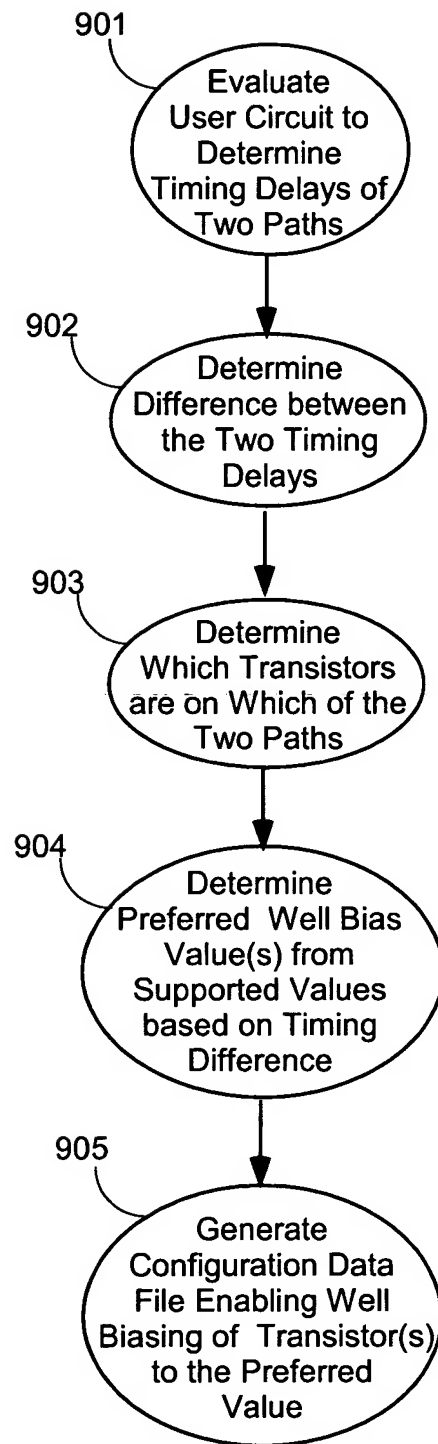 901
Evaluate
User Circuit to
Determine
Timing Delays of
Two Paths
902
Determine
Difference between
the Two Timing
Delays
903
Determine
Which Transistors
are on Which of the
Two Paths
904
Determine
Preferred Well Bias
Value(s) from
Supported Values
based on Timing
Difference
905
Generate
Configuration Data
File Enabling Well
Biasing of Transistor(s)
to the Preferred
Value